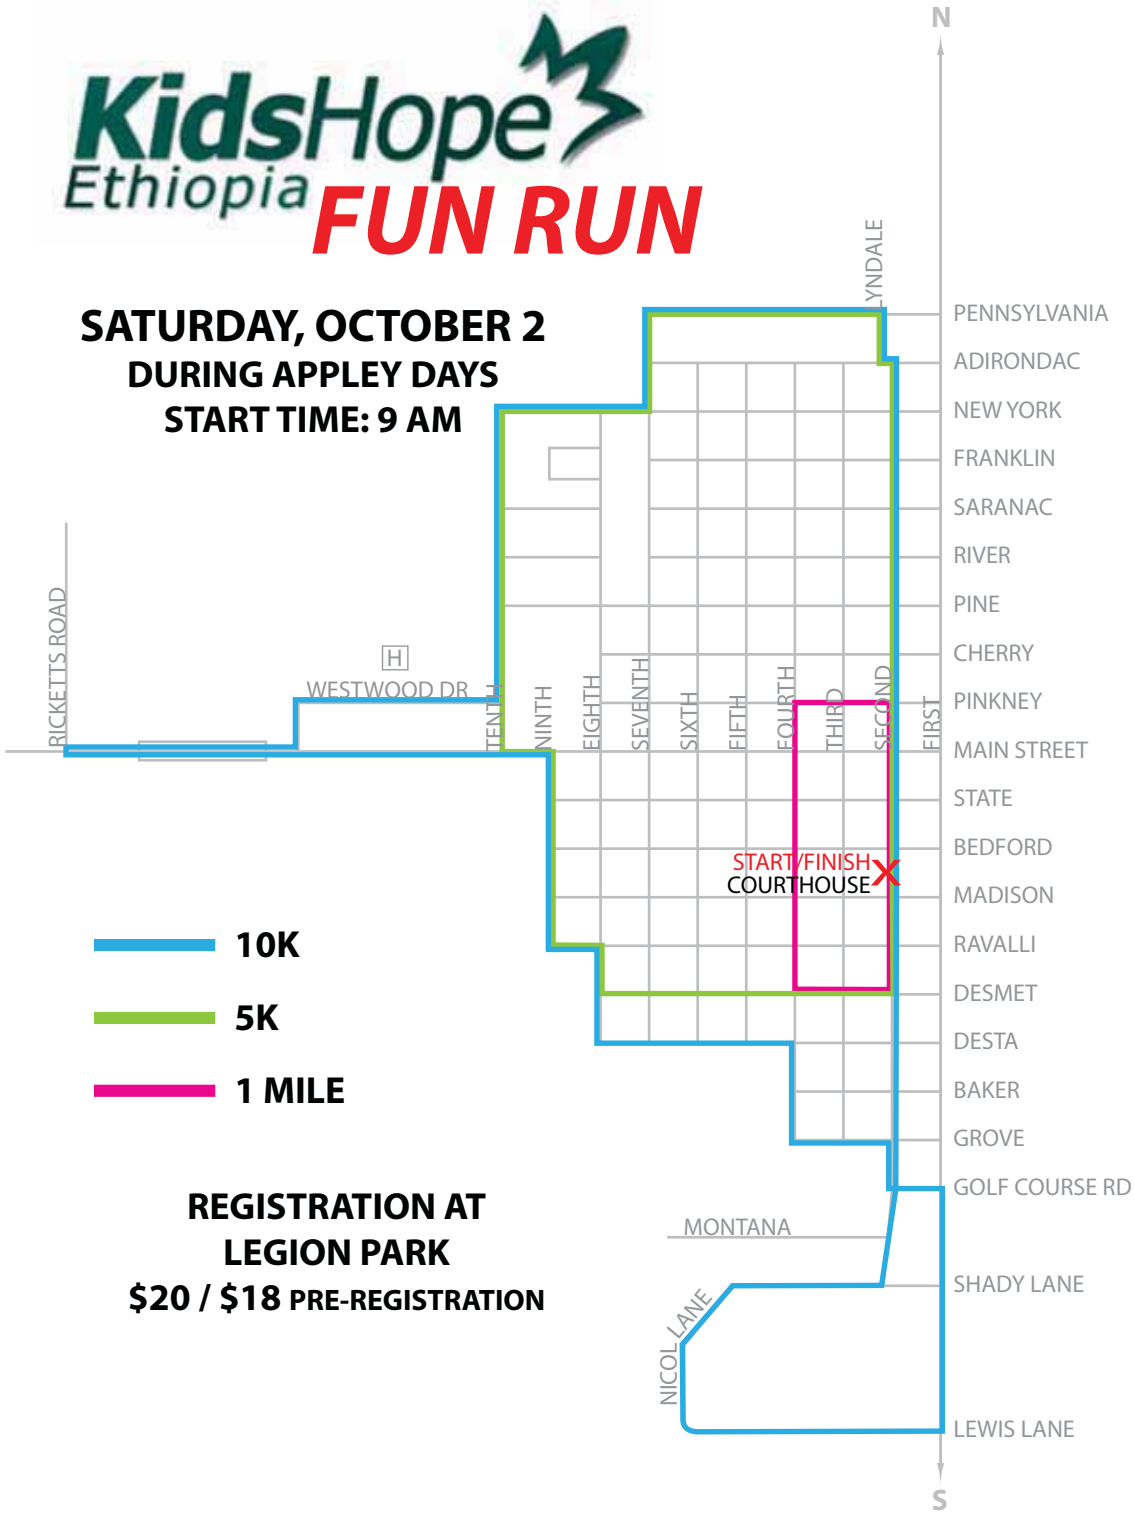 N
KidsHope
Ethiopia
FUN RUN
SATURDAY, OCTOBER 2
DURING APPLEY DAYS
START TIME: 9 AM
LYNDALE
PENNSYLVANIA
ADIRONDAC
NEW YORK
FRANKLIN
SARANAC
RIVER
PINE
CHERRY
PINKNEY
MAIN STREET
STATE
BEDFORD
MADISON
RAVALLI
DESMET
DESTA
BAKER
GROVE
GOLF COURSE RD
SHADY LANE
LEWIS LANE
RICKETTS ROAD
H
WESTWOOD DR
TENTH
NINTH
EIGHTH
SEVENTH
SIXTH
FIFTH
FOURTH
THIRD
SECOND
FIRST
START/FINISH X
COURTHOUSE
10K
5K
1 MILE
REGISTRATION AT
LEGION PARK
$20 / $18 PRE-REGISTRATION
MONTANA
NICOL LANE
S